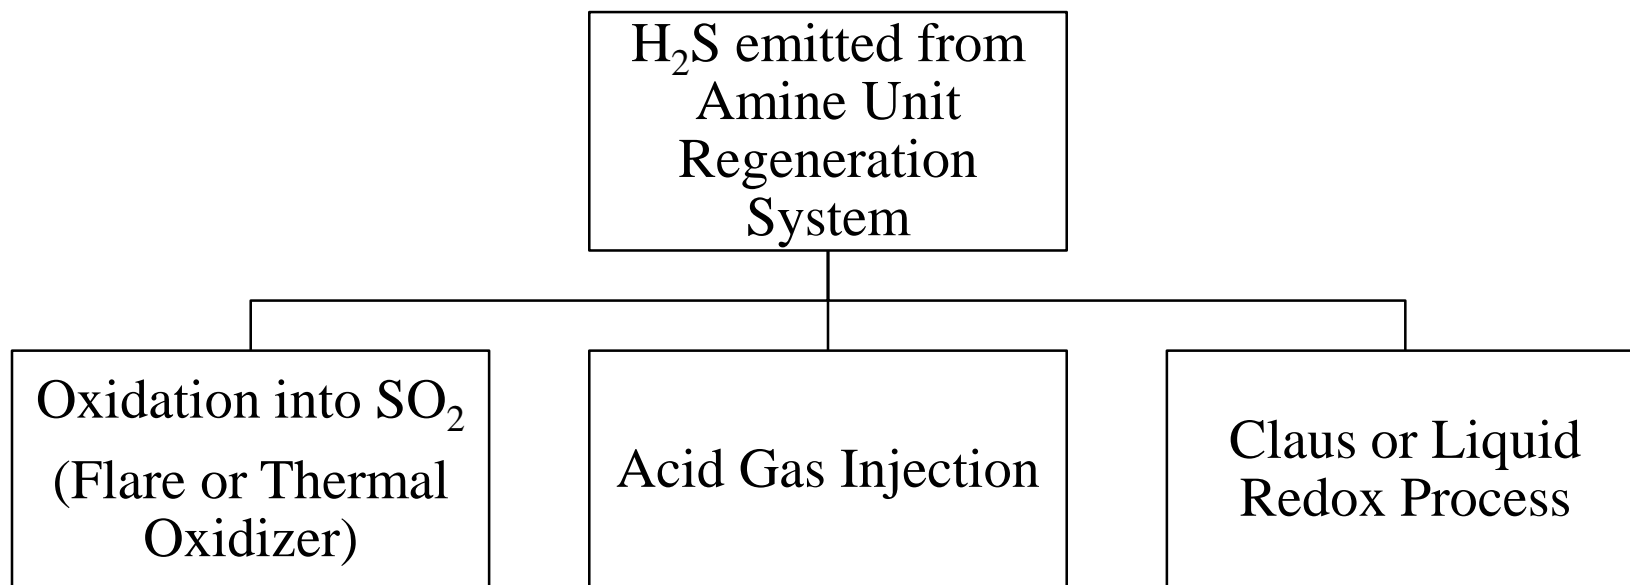 H₂S emitted from
Amine Unit
Regeneration
System
Oxidation into SO₂
(Flare or Thermal
Oxidizer)
Acid Gas Injection
Claus or Liquid
Redox Process